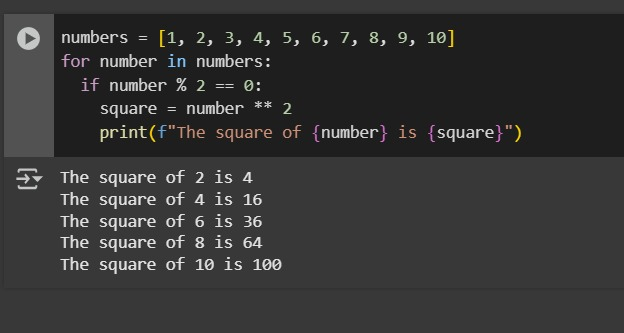 numbers = [1, 2, 3, 4, 5, 6, 7, 8, 9, 10]
for number in numbers:
  if number % 2 == 0:
    square = number ** 2
    print(f"The square of {number} is {square}")
The square of 2 is 4
The square of 4 is 16
The square of 6 is 36
The square of 8 is 64
The square of 10 is 100